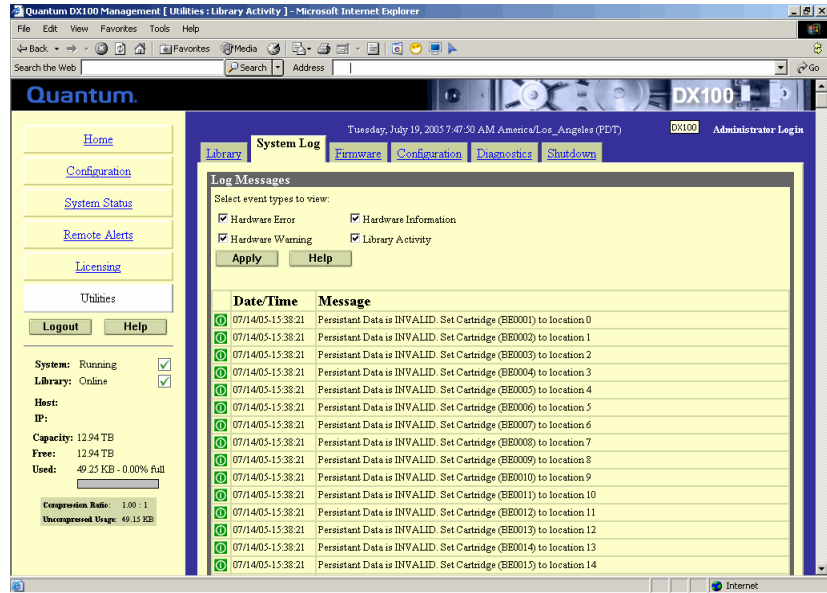 Quantum DX100 Management [ Utilities : Library Activity ] - Microsoft Internet Explorer
File Edit View Favorites Tools Help
Back Favorites Media
Search the Web Search Address Go
Quantum. DX100
Tuesday, July 19, 2005 7:47:50 AM America/Los_Angeles (PDT) DX100 Administrator Login
Home
Configuration
System Status
Remote Alerts
Licensing
Utilities
Logout Help
System: Running
Library: Online
Host:
IP:
Capacity: 12.94 TB
Free: 12.94 TB
Used: 49.25 KB - 0.00% full
Compression Ratio: 1.00 : 1
Uncompressed Usage: 49.15 KB
Library System Log Firmware Configuration Diagnostics Shutdown
Log Messages
Select event types to view:
Hardware Error Hardware Information
Hardware Warning Library Activity
Apply Help
Date/Time Message
07/14/05-15:38:21 Persistant Data is INVALID. Set Cartridge (BE0001) to location 0
07/14/05-15:38:21 Persistant Data is INVALID. Set Cartridge (BE0002) to location 1
07/14/05-15:38:21 Persistant Data is INVALID. Set Cartridge (BE0003) to location 2
07/14/05-15:38:21 Persistant Data is INVALID. Set Cartridge (BE0004) to location 3
07/14/05-15:38:21 Persistant Data is INVALID. Set Cartridge (BE0005) to location 4
07/14/05-15:38:21 Persistant Data is INVALID. Set Cartridge (BE0006) to location 5
07/14/05-15:38:21 Persistant Data is INVALID. Set Cartridge (BE0007) to location 6
07/14/05-15:38:21 Persistant Data is INVALID. Set Cartridge (BE0008) to location 7
07/14/05-15:38:21 Persistant Data is INVALID. Set Cartridge (BE0009) to location 8
07/14/05-15:38:21 Persistant Data is INVALID. Set Cartridge (BE0010) to location 9
07/14/05-15:38:21 Persistant Data is INVALID. Set Cartridge (BE0011) to location 10
07/14/05-15:38:21 Persistant Data is INVALID. Set Cartridge (BE0012) to location 11
07/14/05-15:38:21 Persistant Data is INVALID. Set Cartridge (BE0013) to location 12
07/14/05-15:38:21 Persistant Data is INVALID. Set Cartridge (BE0014) to location 13
07/14/05-15:38:21 Persistant Data is INVALID. Set Cartridge (BE0015) to location 14
Internet